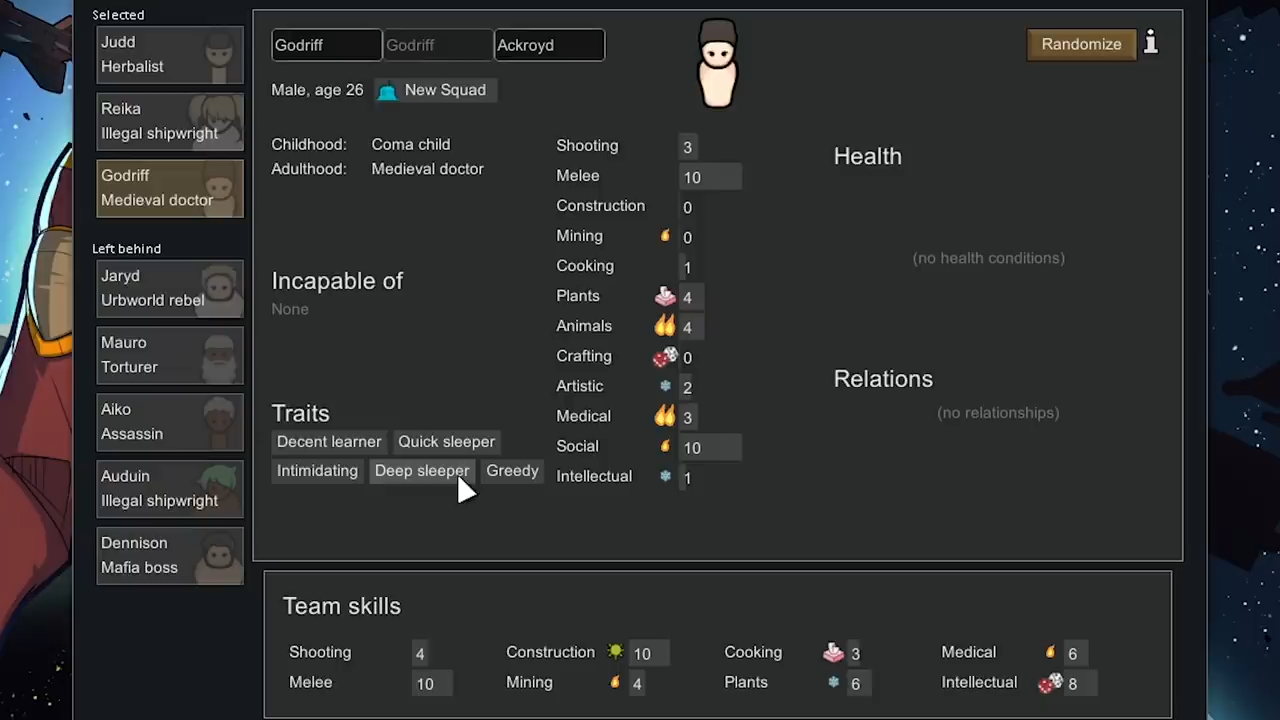 Selected
Judd
Herbalist
Reika
Illegal shipwright
Godriff
Medieval doctor
Left behind
Jaryd
Urbworld rebel
Mauro
Torturer
Aiko
Assassin
Auduin
Illegal shipwright
Dennison
Mafia boss
Godriff Godriff Ackroyd
Randomize
Male, age 26 New Squad
Childhood: Coma child
Adulthood: Medieval doctor
Incapable of
None
Traits
Decent learner Quick sleeper
Intimidating Deep sleeper Greedy
Shooting 3
Melee 10
Construction 0
Mining 0
Cooking 1
Plants 4
Animals 4
Crafting 0
Artistic 2
Medical 3
Social 10
Intellectual 1
Health
(no health conditions)
Relations
(no relationships)
Team skills
Shooting 4 Construction 10 Cooking 3 Medical 6
Melee 10 Mining 4 Plants 6 Intellectual 8